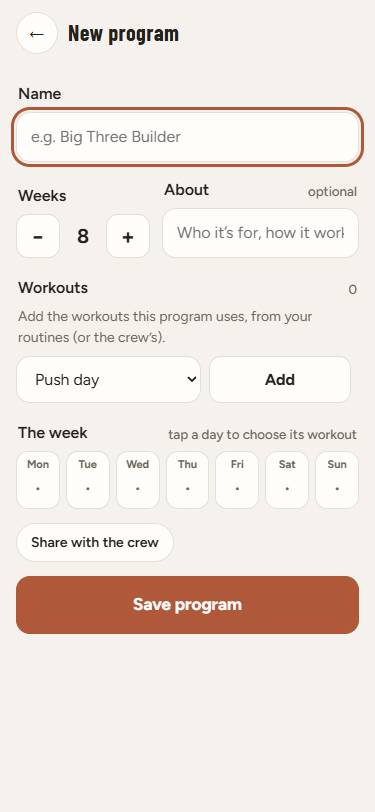 ← New program
Name
e.g. Big Three Builder
Weeks
About optional
- 8 +
Who it's for, how it work
Workouts 0
Add the workouts this program uses, from your
routines (or the crew's).
Push day
Add
The week tap a day to choose its workout
Mon Tue Wed Thu Fri Sat Sun
· · · · · · ·
Share with the crew
Save program